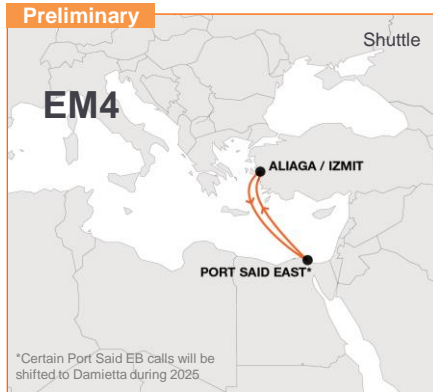 Preliminary
Shuttle
EM4
ALIAGA / IZMIT
PORT SAID EAST*
*Certain Port Said EB calls will be
shifted to Damietta during 2025